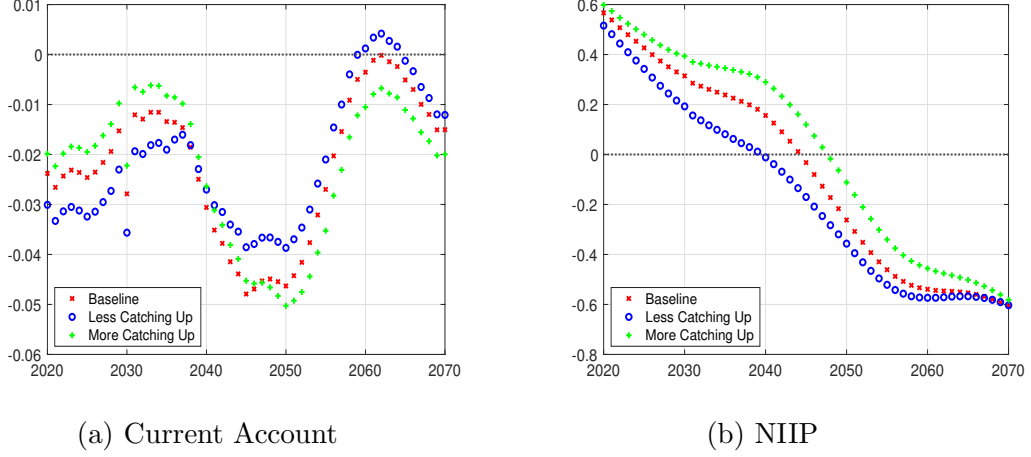 0.01
0
-0.01
-0.02
-0.03
-0.04
-0.05
-0.06
2020 2030 2040 2050 2060 2070
Baseline
Less Catching Up
More Catching Up
(a) Current Account
0.6
0.4
0.2
0
-0.2
-0.4
-0.6
-0.8
2020 2030 2040 2050 2060 2070
Baseline
Less Catching Up
More Catching Up
(b) NIIP